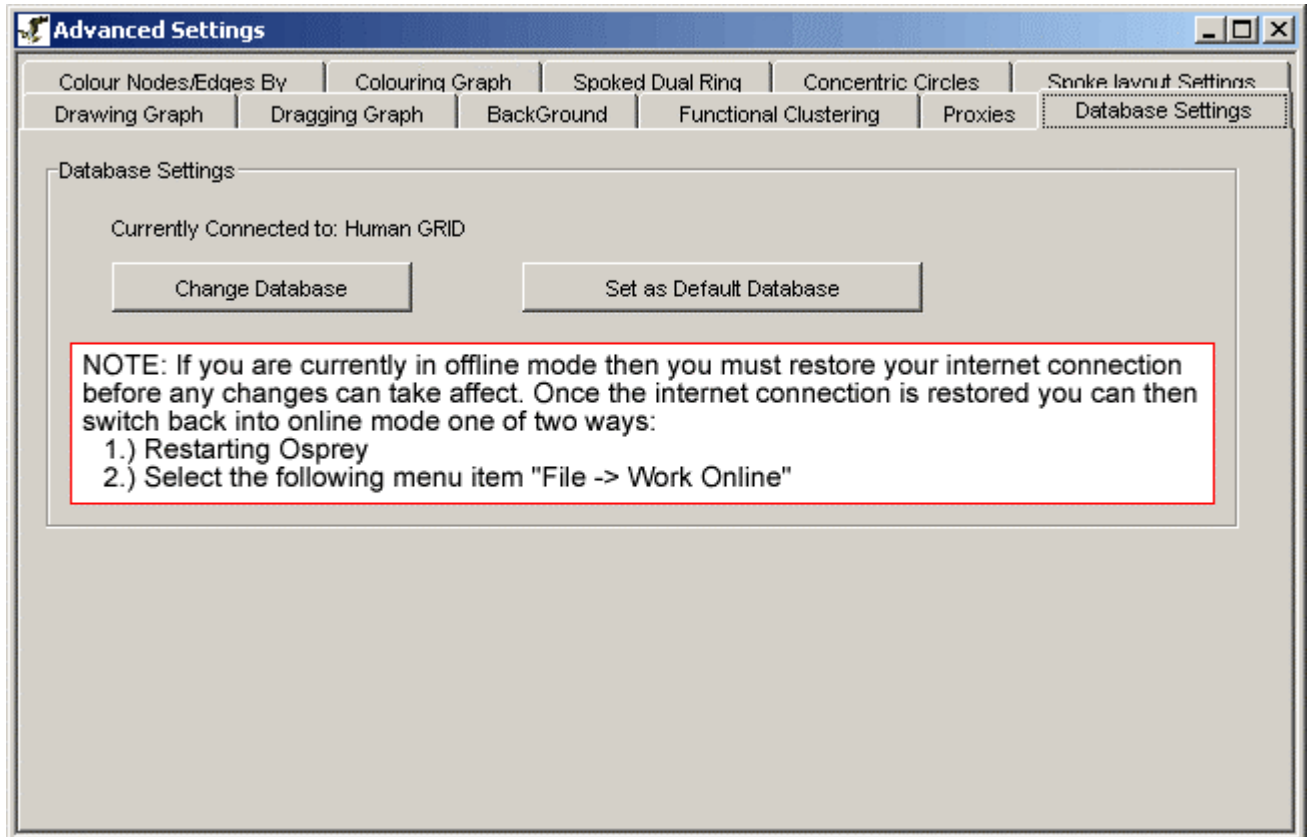 Advanced Settings
Colour Nodes/Edges By Colouring Graph Spoked Dual Ring Concentric Circles Spoke layout Settings
Drawing Graph Dragging Graph BackGround Functional Clustering Proxies Database Settings
Database Settings
Currently Connected to: Human GRID
Change Database Set as Default Database
NOTE: If you are currently in offline mode then you must restore your internet connection
before any changes can take affect. Once the internet connection is restored you can then
switch back into online mode one of two ways:
1.) Restarting Osprey
2.) Select the following menu item "File -> Work Online"